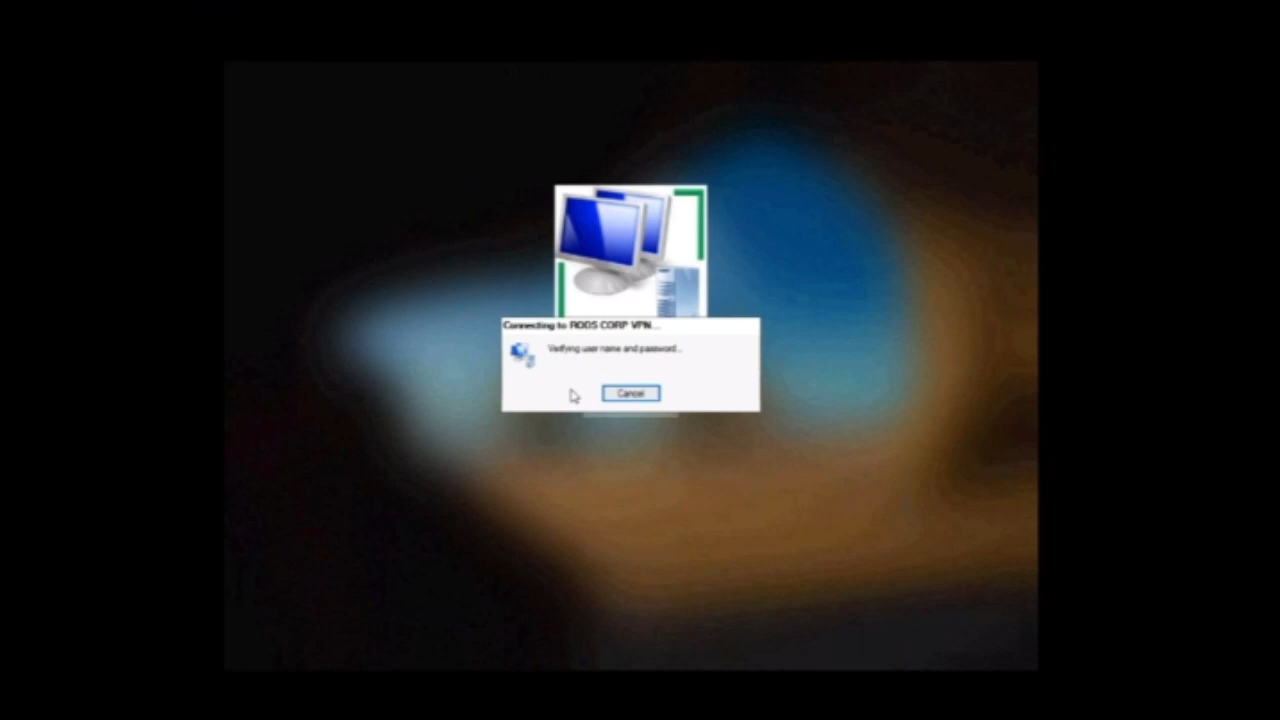 Connecting to RODS CORP VPN...
Verifying user name and password...
Cancel